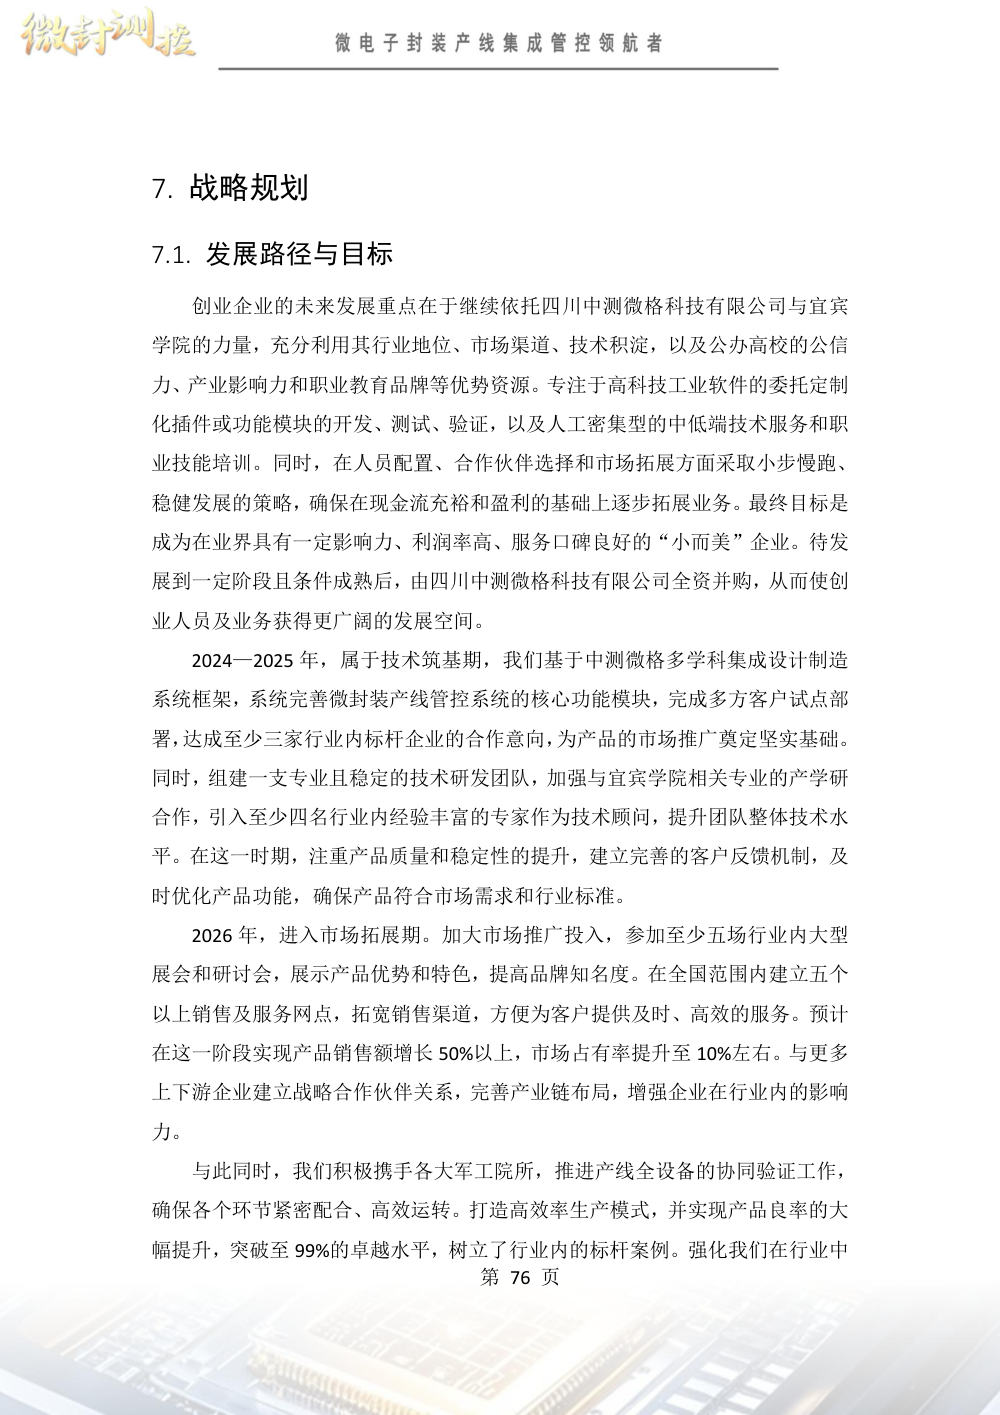 微封测控
微电子封装产线集成管控领航者
7. 战略规划
7.1. 发展路径与目标
创业企业的未来发展重点在于继续依托四川中测微格科技有限公司与宜宾
学院的力量，充分利用其行业地位、市场渠道、技术积淀，以及公办高校的公信
力、产业影响力和职业教育品牌等优势资源。专注于高科技工业软件的委托定制
化插件或功能模块的开发、测试、验证，以及人工密集型的中低端技术服务和职
业技能培训。同时，在人员配置、合作伙伴选择和市场拓展方面采取小步慢跑、
稳健发展的策略，确保在现金流充裕和盈利的基础上逐步拓展业务。最终目标是
成为在业界具有一定影响力、利润率高、服务口碑良好的“小而美”企业。待发
展到一定阶段且条件成熟后，由四川中测微格科技有限公司全资并购，从而使创
业人员及业务获得更广阔的发展空间。
2024—2025 年，属于技术筑基期，我们基于中测微格多学科集成设计制造
系统框架，系统完善微封装产线管控系统的核心功能模块，完成多方客户试点部
署，达成至少三家行业内标杆企业的合作意向，为产品的市场推广奠定坚实基础。
同时，组建一支专业且稳定的技术研发团队，加强与宜宾学院相关专业的产学研
合作，引入至少四名行业内经验丰富的专家作为技术顾问，提升团队整体技术水
平。在这一时期，注重产品质量和稳定性的提升，建立完善的客户反馈机制，及
时优化产品功能，确保产品符合市场需求和行业标准。
2026 年，进入市场拓展期。加大市场推广投入，参加至少五场行业内大型
展会和研讨会，展示产品优势和特色，提高品牌知名度。在全国范围内建立五个
以上销售及服务网点，拓宽销售渠道，方便为客户提供及时、高效的服务。预计
在这一阶段实现产品销售额增长 50%以上，市场占有率提升至 10%左右。与更多
上下游企业建立战略合作伙伴关系，完善产业链布局，增强企业在行业内的影响
力。
与此同时，我们积极携手各大军工院所，推进产线全设备的协同验证工作，
确保各个环节紧密配合、高效运转。打造高效率生产模式，并实现产品良率的大
幅提升，突破至 99%的卓越水平，树立了行业内的标杆案例。强化我们在行业中
第 76 页